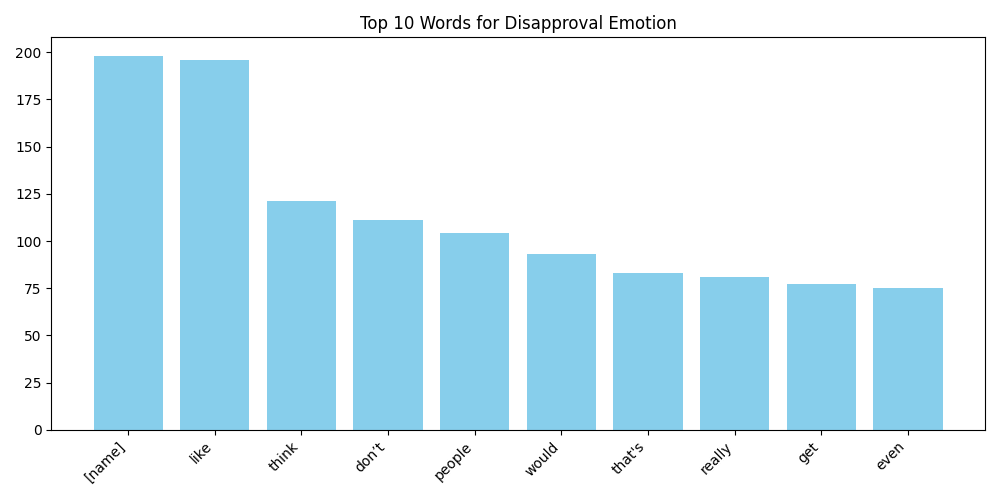 Top 10 Words for Disapproval Emotion
200
175
150
125
100
75
50
25
0
[name]
like
think
don't
people
would
that's
really
get
even